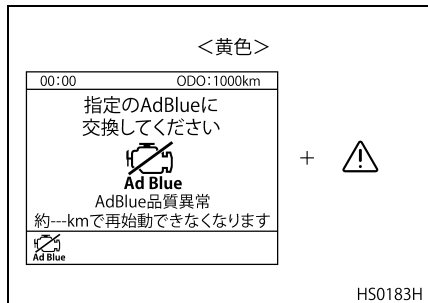 ＜黄色＞
00:00 ODO:1000km
指定のAdBlueに
交換してください
Ad Blue
AdBlue品質異常
約---kmで再始動できなくなります
Ad Blue
+
HS0183H